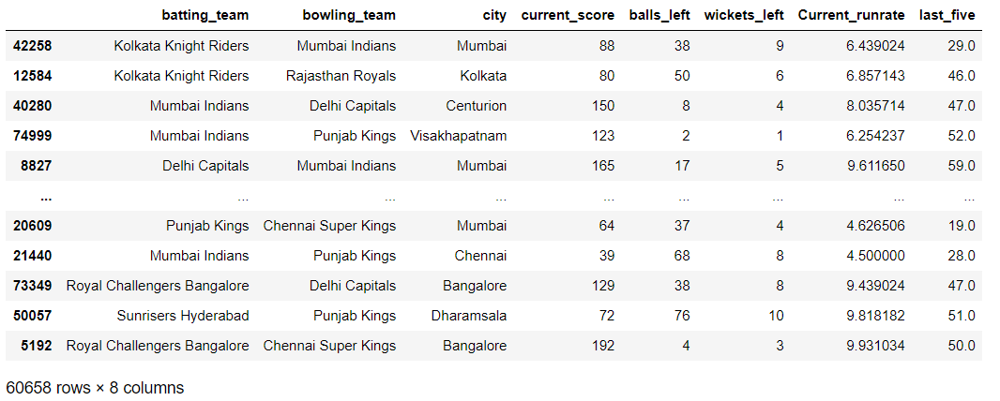 batting_team bowling_team city current_score balls_left wickets_left Current_runrate last_five
42258 Kolkata Knight Riders Mumbai Indians Mumbai 88 38 9 6.439024 29.0
12584 Kolkata Knight Riders Rajasthan Royals Kolkata 80 50 6 6.857143 46.0
40280 Mumbai Indians Delhi Capitals Centurion 150 8 4 8.035714 47.0
74999 Mumbai Indians Punjab Kings Visakhapatnam 123 2 1 6.254237 52.0
8827 Delhi Capitals Mumbai Indians Mumbai 165 17 5 9.611650 59.0
... ... ... ... ... ... ... ... ...
20609 Punjab Kings Chennai Super Kings Mumbai 64 37 4 4.626506 19.0
21440 Mumbai Indians Punjab Kings Chennai 39 68 8 4.500000 28.0
73349 Royal Challengers Bangalore Delhi Capitals Bangalore 129 38 8 9.439024 47.0
50057 Sunrisers Hyderabad Punjab Kings Dharamsala 72 76 10 9.818182 51.0
5192 Royal Challengers Bangalore Chennai Super Kings Bangalore 192 4 3 9.931034 50.0
60658 rows × 8 columns